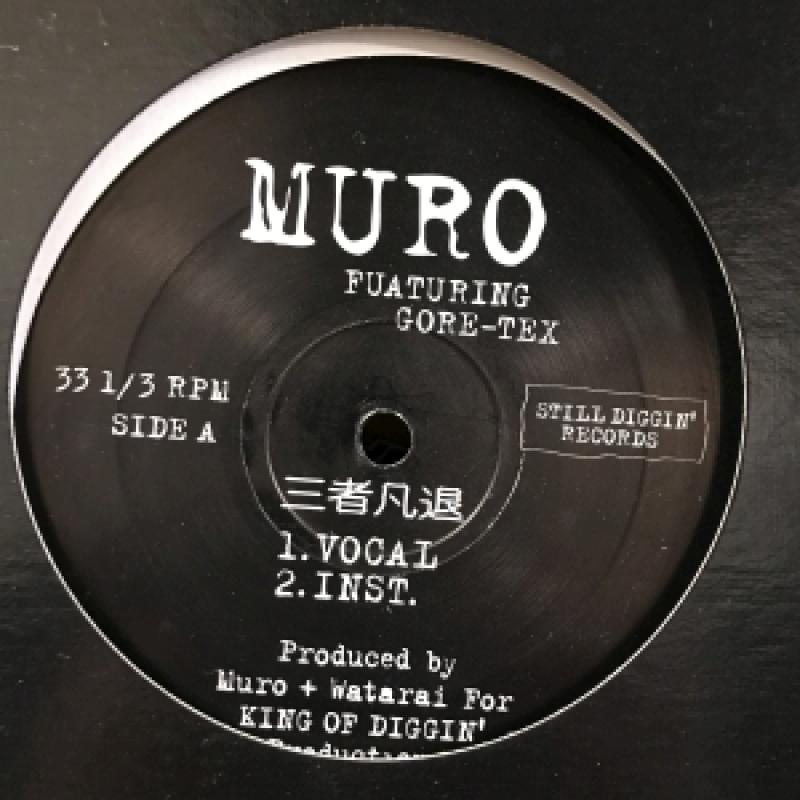 MURO
FUATURING
GORE-TEX
33 1/3 RPM
SIDE A
STILL DIGGIN'
RECORDS
三者凡退
1.VOCAL
2.INST.
Produced by
Muro + Watarai For
KING OF DIGGIN'